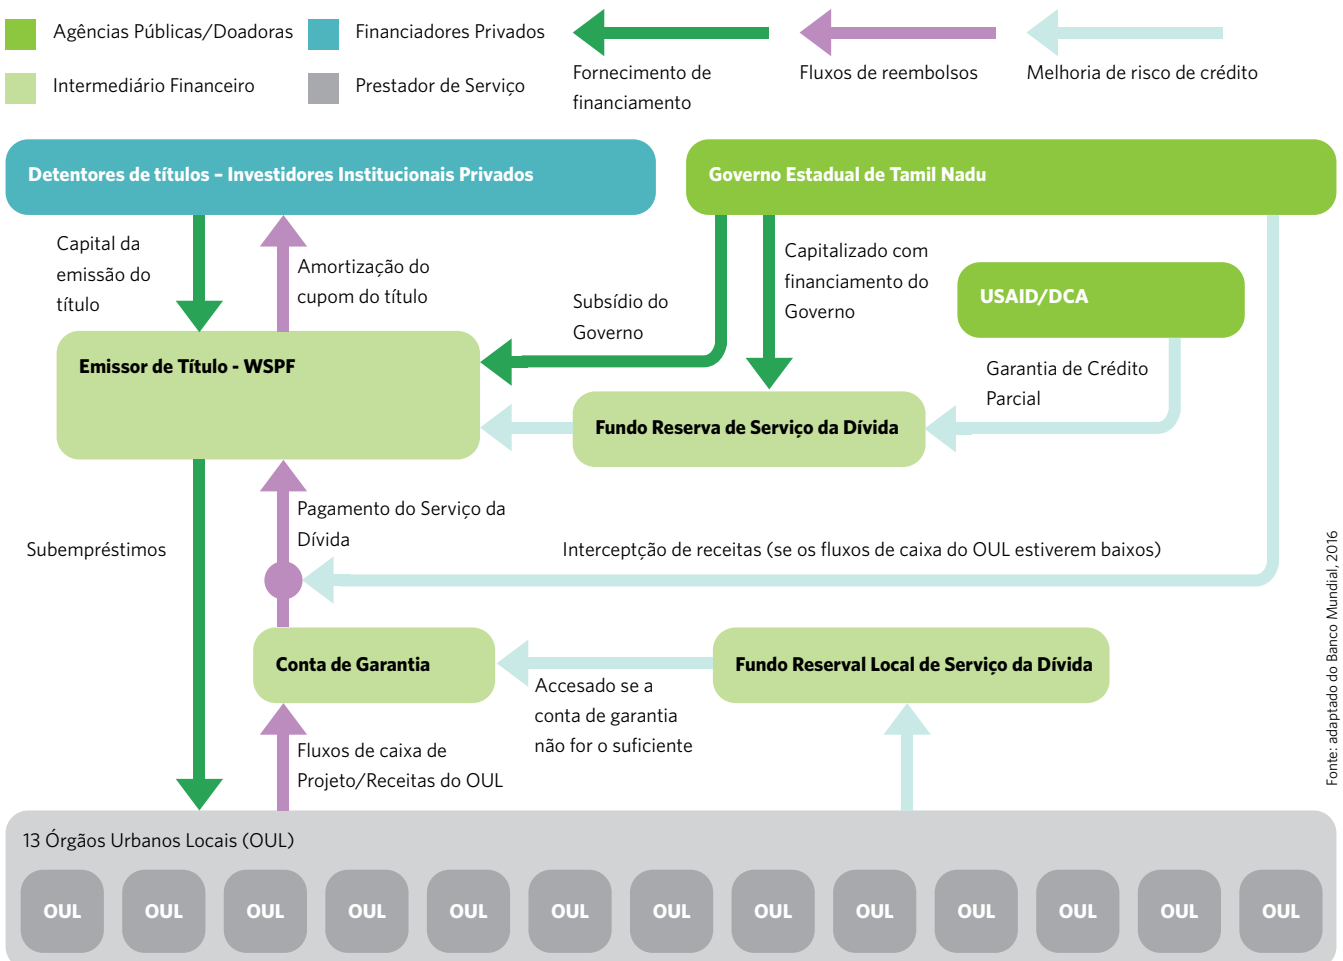 Agências Públicas/Doadoras
Financiadores Privados
Intermediário Financeiro
Prestador de Serviço
Fornecimento de
financiamento
Fluxos de reembolsos
Melhoria de risco de crédito
Detentores de títulos – Investidores Institucionais Privados
Governo Estadual de Tamil Nadu
Capital da
emissão do
título
Amortização do
cupom do título
Subsídio do
Governo
Capitalizado com
financiamento do
Governo
USAID/DCA
Emissor de Título - WSPF
Garantia de Crédito
Parcial
Fundo Reserva de Serviço da Dívida
Pagamento do Serviço da
Dívida
Subempréstimos
Interceptção de receitas (se os fluxos de caixa do OUL estiverem baixos)
Conta de Garantia
Fundo Reserval Local de Serviço da Dívida
Accesado se a
conta de garantia
não for o suficiente
Fluxos de caixa de
Projeto/Receitas do OUL
Fonte: adaptado do Banco Mundial, 2016
13 Órgãos Urbanos Locais (OUL)
OUL OUL OUL OUL OUL OUL OUL OUL OUL OUL OUL OUL OUL